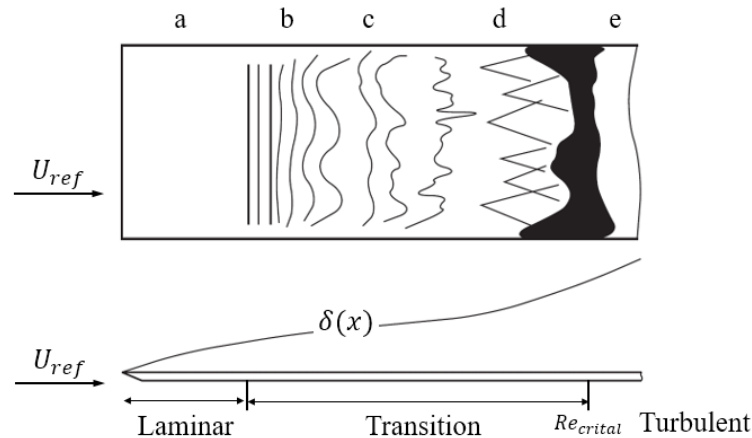 a b c d e
U_ref
δ(x)
U_ref
Laminar Transition Re_crital Turbulent